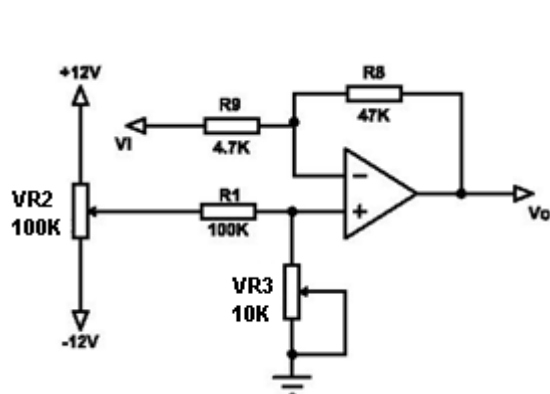 +12V
R8
47K
R9
4.7K
VI
VR2
100K
R1
100K
−
+
Vo
VR3
10K
-12V